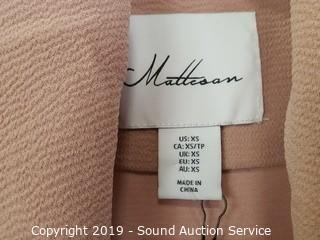 Mattesan
US: XS
CA: XS/TP
UK: XS
EU: XS
AU: XS
MADE IN
CHINA
Copyright 2019 - Sound Auction Service